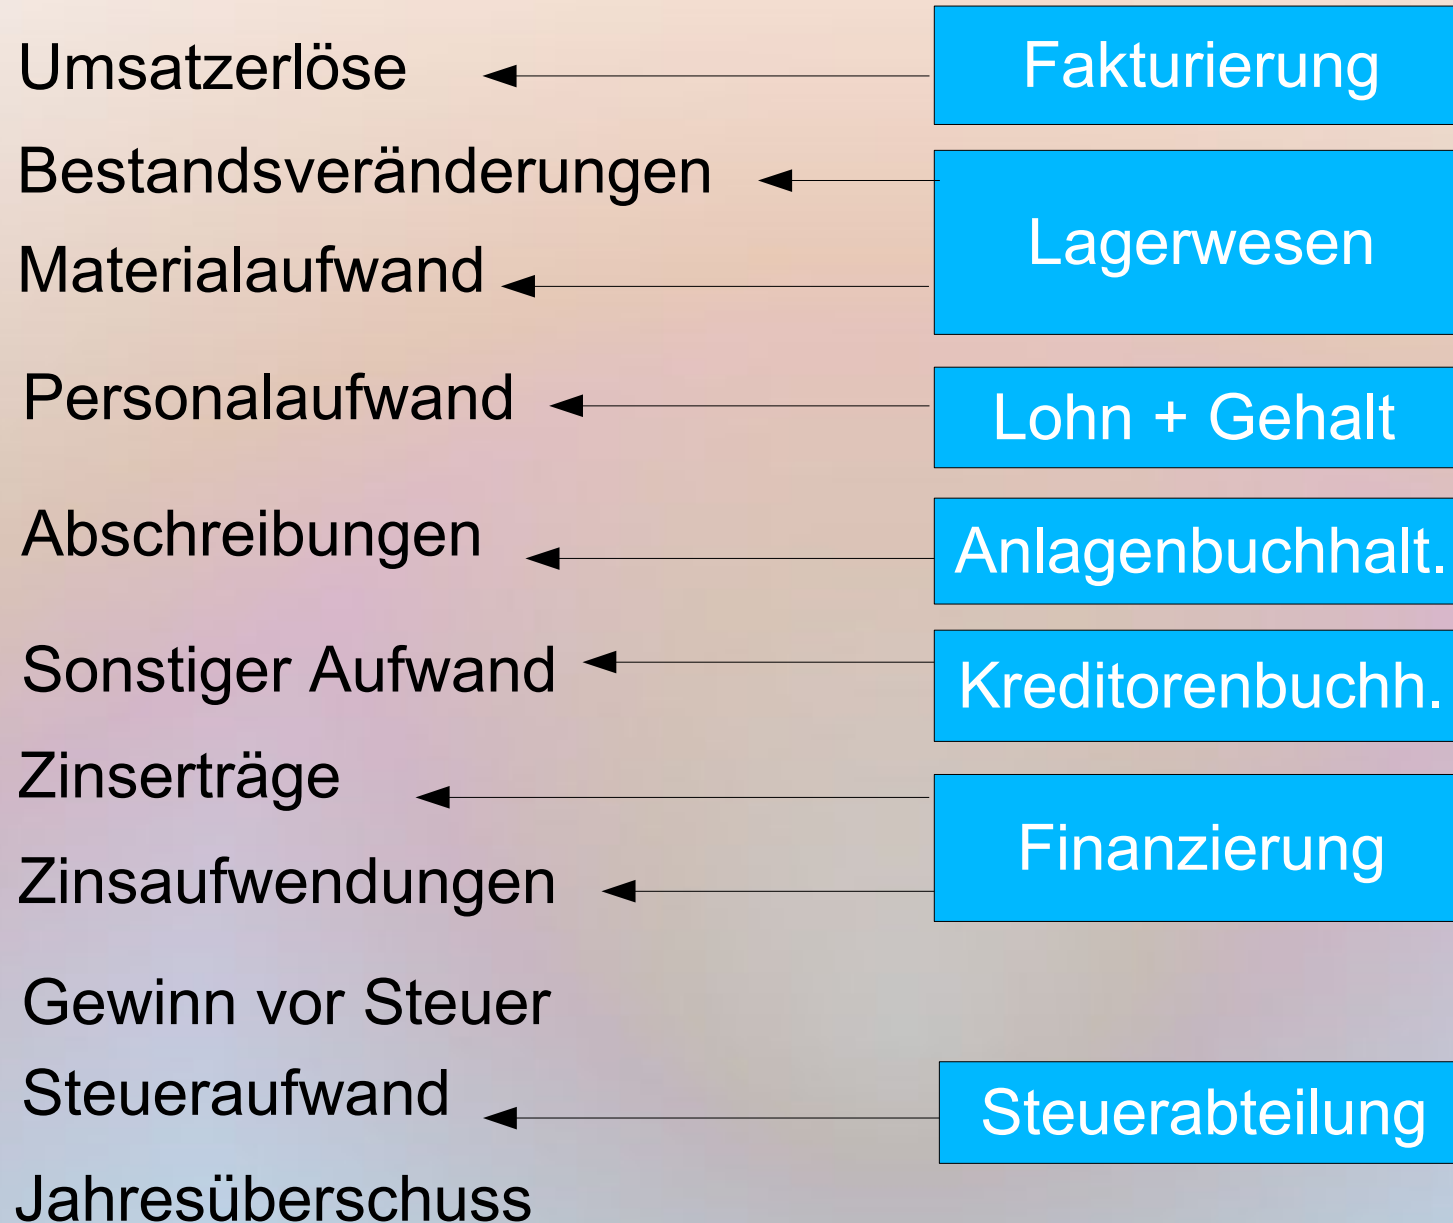 Umsatzerlöse
Fakturierung
Bestandsveränderungen
Lagerwesen
Materialaufwand
Personalaufwand
Lohn + Gehalt
Abschreibungen
Anlagenbuchhalt.
Sonstiger Aufwand
Kreditorenbuchh.
Zinserträge
Finanzierung
Zinsaufwendungen
Gewinn vor Steuer
Steueraufwand
Steuerabteilung
Jahresüberschuss